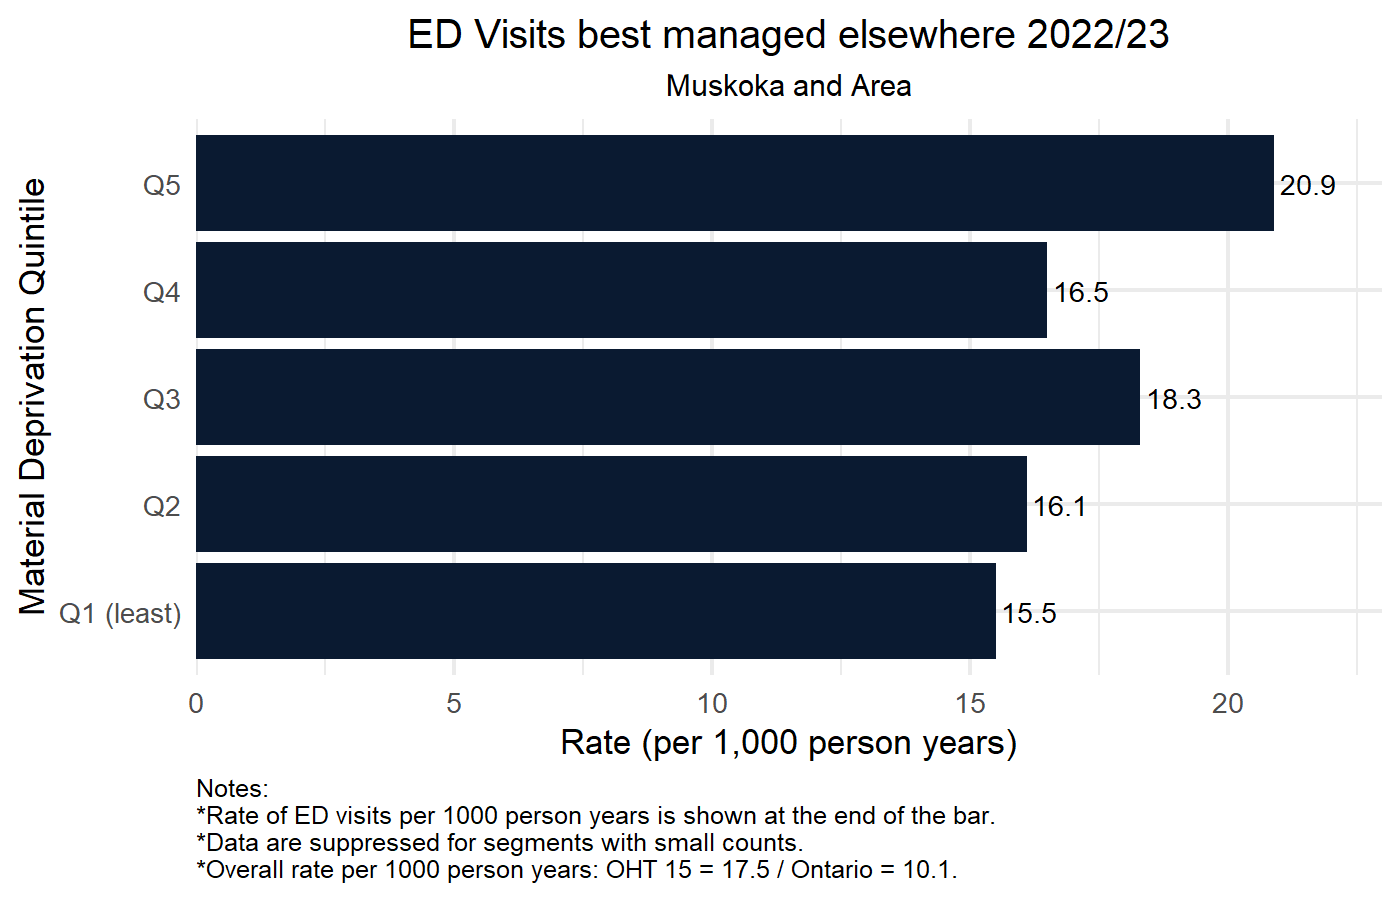 ED Visits best managed elsewhere 2022/23
Muskoka and Area
Material Deprivation Quintile
Q5
20.9
Q4
16.5
Q3
18.3
Q2
16.1
Q1 (least)
15.5
0 5 10 15 20
Rate (per 1,000 person years)
Notes:
*Rate of ED visits per 1000 person years is shown at the end of the bar.
*Data are suppressed for segments with small counts.
*Overall rate per 1000 person years: OHT 15 = 17.5 / Ontario = 10.1.